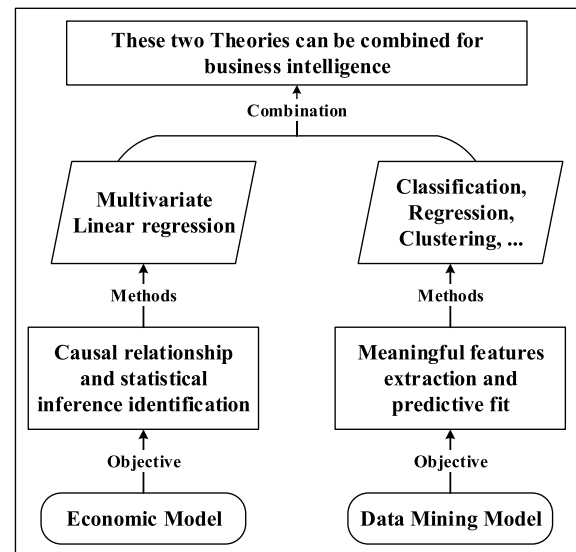 These two Theories can be combined for
business intelligence
Combination
Multivariate
Linear regression
Classification,
Regression,
Clustering, ...
Methods
Methods
Causal relationship
and statistical
inference identification
Meaningful features
extraction and
predictive fit
Objective
Objective
Economic Model
Data Mining Model